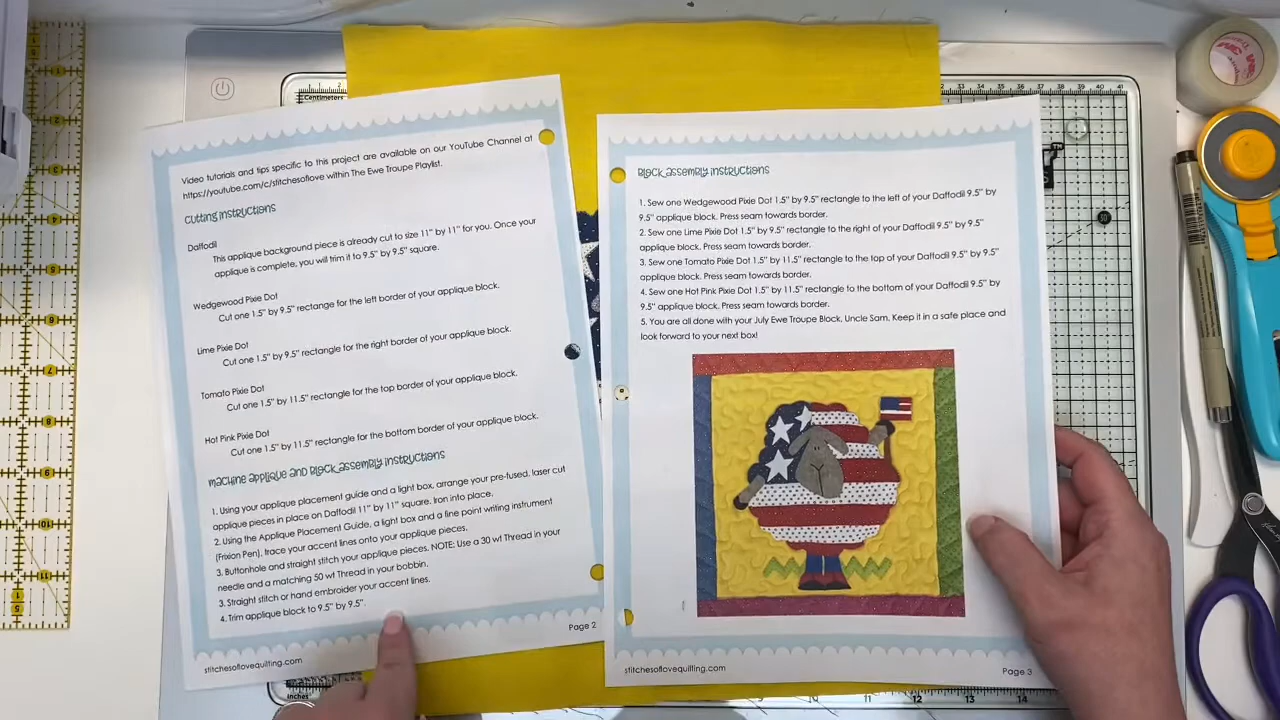 Video tutorials and tips specific to this project are available on our YouTube Channel at
https://youtube.com/c/stitchesoflove within The Ewe Troupe Playlist.
Cutting Instructions
Daffodil
This applique background piece is already cut to size 11" by 11" for you. Once your
applique is complete, you will trim it to 9.5" by 9.5" square.
Wedgewood Pixie Dot
Cut one 1.5" by 9.5" rectangle for the left border of your applique block.
Lime Pixie Dot
Cut one 1.5" by 9.5" rectangle for the right border of your applique block.
Tomato Pixie Dot
Cut one 1.5" by 11.5" rectangle for the top border of your applique block.
Hot Pink Pixie Dot
Cut one 1.5" by 11.5" rectangle for the bottom border of your applique block.
Machine Applique and Block Assembly Instructions
1. Using your applique placement guide and a light box, arrange your pre-fused, laser cut
applique pieces in place on Daffodil 11" by 11" square. Iron into place.
2. Using the Applique Placement Guide, a light box and a fine point writing instrument
(Frixion Pen), trace your accent lines onto your applique pieces.
3. Buttonhole and straight stitch your applique pieces. NOTE: Use a 30 wt Thread in your
needle and a matching 50 wt Thread in your bobbin.
3. Straight stitch or hand embroider your accent lines.
4. Trim applique block to 9.5" by 9.5".
Page 2
stitchesoflovequilting.com
Block Assembly Instructions
1. Sew one Wedgewood Pixie Dot 1.5" by 9.5" rectangle to the left of your Daffodil 9.5" by
9.5" applique block. Press seam towards border.
2. Sew one Lime Pixie Dot 1.5" by 9.5" rectangle to the right of your Daffodil 9.5" by 9.5"
applique block. Press seam towards border.
3. Sew one Tomato Pixie Dot 1.5" by 11.5" rectangle to the top of your Daffodil 9.5" by 9.5"
applique block. Press seam towards border.
4. Sew one Hot Pink Pixie Dot 1.5" by 11.5" rectangle to the bottom of your Daffodil 9.5" by
9.5" applique block. Press seam towards border.
5. You are all done with your July Ewe Troupe Block, Uncle Sam. Keep it in a safe place and
look forward to your next box!
stitchesoflovequilting.com
Page 3
Centimeters
Inches
33 34 35 36 37 38 39 40 41
11 12 13 14